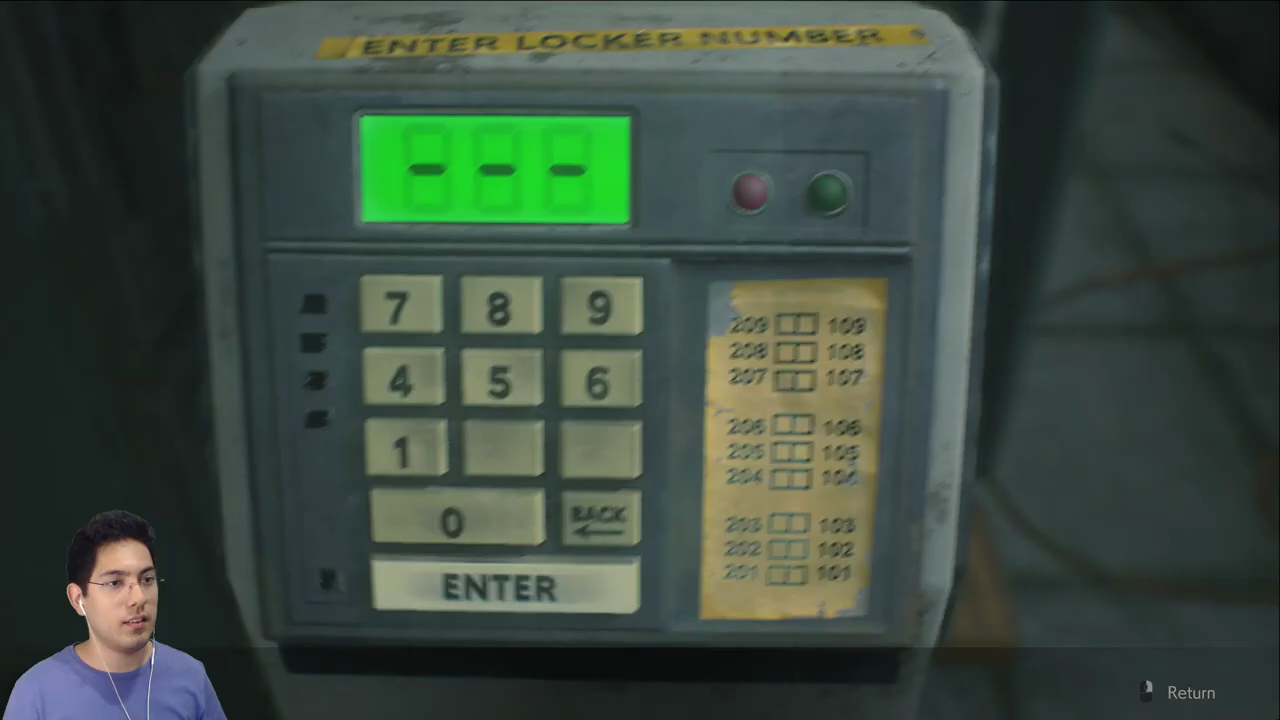 ENTER LOCKER NUMBER
- - -
7 8 9
4 5 6
1
0 BACK
ENTER
209 109
208 108
207 107
206 106
205 105
204 104
203 103
202 102
201 101
Return